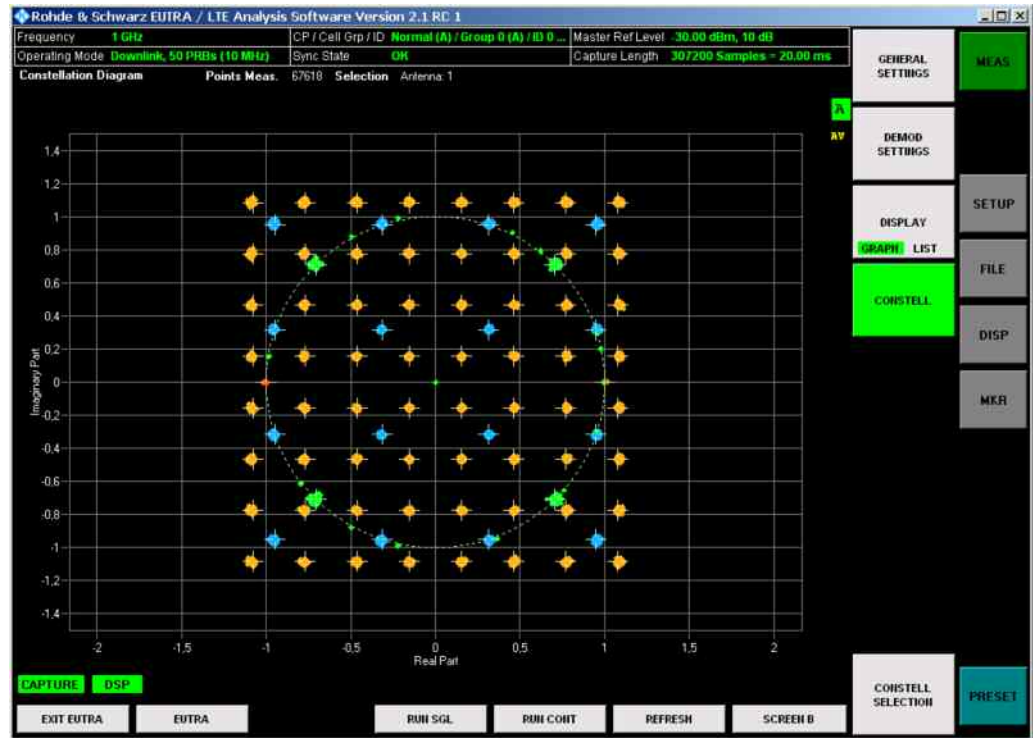 Rohde & Schwarz EUTRA / LTE Analysis Software Version 2.1 RC 1
Frequency 1 GHz CP / Cell Grp / ID Normal (A) / Group 0 (A) / ID 0 ... Master Ref Level -30.00 dBm, 10 dB
Operating Mode Downlink, 50 PRBs (10 MHz) Sync State OK Capture Length 307200 Samples = 20.00 ms
Constellation Diagram Points Meas. 67618 Selection Antenna: 1
GENERAL
SETTINGS
MEAS
A
AV
DEMOD
SETTINGS
SETUP
DISPLAY
GRAPH LIST
FILE
CONSTELL
DISP
MKR
1,4
1,2
1
0,8
0,6
0,4
0,2
0
-0,2
-0,4
-0,6
-0,8
-1
-1,2
-1,4
Imaginary Part
-2 -1,5 -1 -0,5 0 0,5 1 1,5 2
Real Part
CAPTURE DSP
CONSTELL
SELECTION
PRESET
EXIT EUTRA EUTRA RUN SGL RUN CONT REFRESH SCREEN B